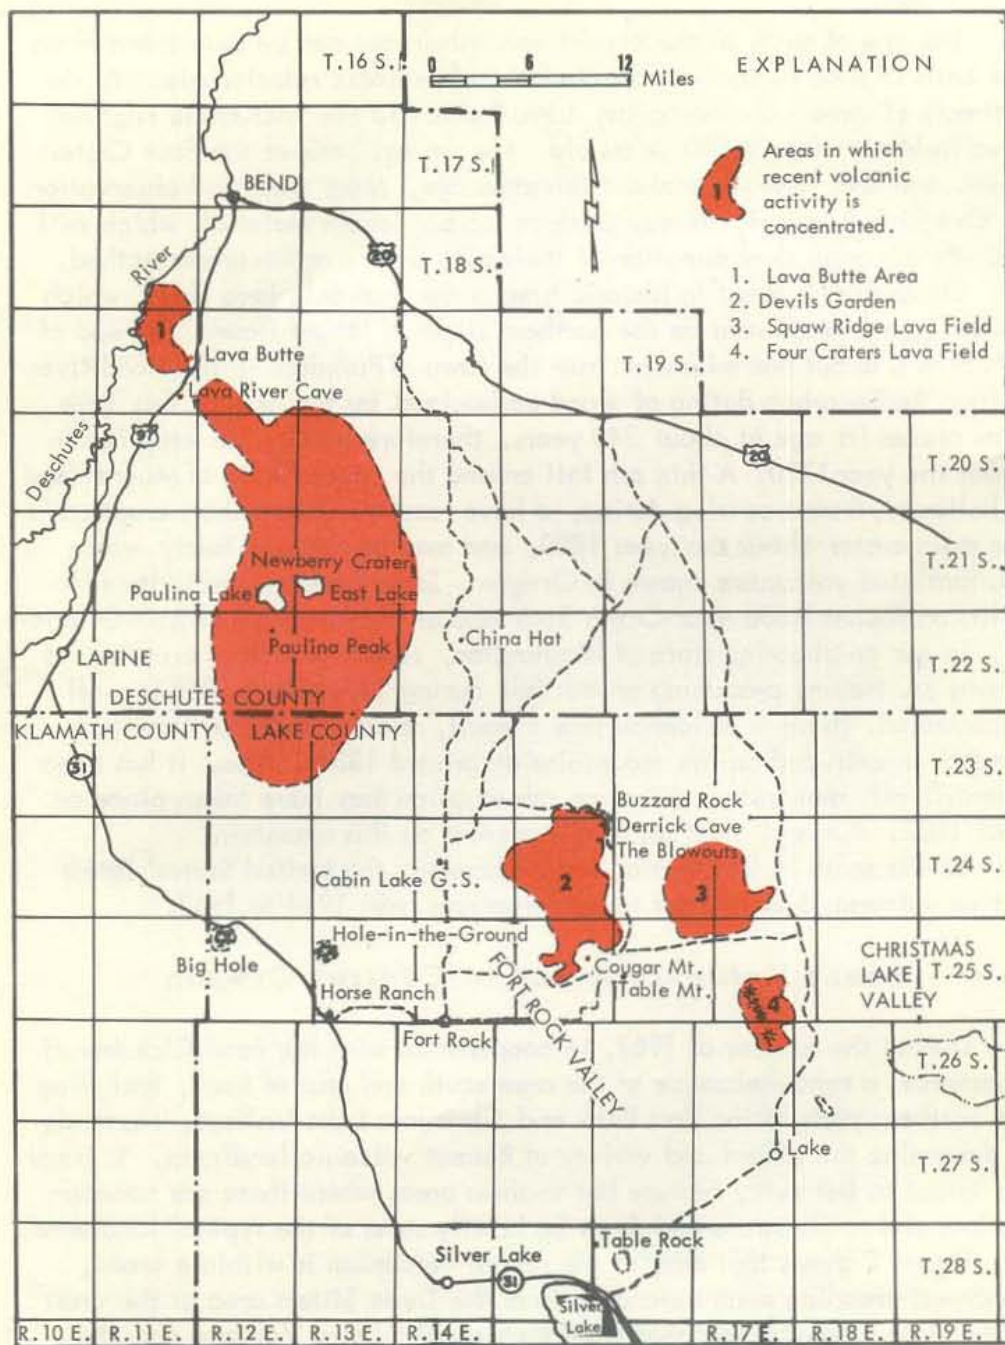 T.16 S.
0 6 12
Miles
EXPLANATION
T.17 S.
BEND
1
Areas in which
recent volcanic
activity is
concentrated.
20
T.18 S.
River
1. Lava Butte Area
2. Devils Garden
3. Squaw Ridge Lava Field
4. Four Craters Lava Field
1
Lava Butte
T.19 S.
Lava River Cave
Deschutes
97
20
T.20 S.
Newberry Crater
T.21 S.
Paulina Lake
East Lake
Paulina Peak
China Hat
LAPINE
T.22 S.
DESCHUTES COUNTY
KLAMATH COUNTY
LAKE COUNTY
31
T.23 S.
Buzzard Rock
Derrick Cave
The Blowouts
Cabin Lake G.S.
2
3
T.24 S.
Hole-in-the-Ground
Big Hole
CHRISTMAS
LAKE
VALLEY
T.25 S.
Cougar Mt.
Table Mt.
FORT ROCK VALLEY
4
Horse Ranch
Fort Rock
T.26 S.
Lake
T.27 S.
Table Rock
Silver Lake
31
T.28 S.
Silver
Lake
R.10 E. R.11 E. R.12 E. R.13 E. R.14 E. R.17 E. R.18 E. R.19 E.